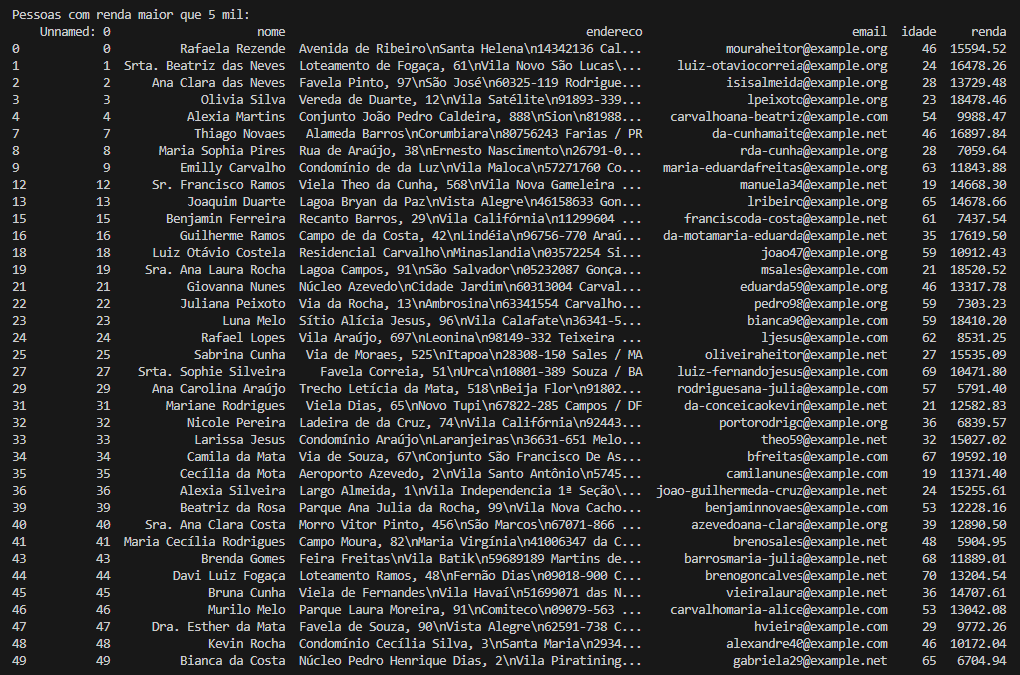 Pessoas com renda maior que 5 mil:
Unnamed: 0 nome endereco email idade renda
0 0 Rafaela Rezende Avenida de Ribeiro\nSanta Helena\n14342136 Cal... mouraheitor@example.org 46 15594.52
1 1 Srta. Beatriz das Neves Loteamento de Fogaça, 61\nVila Novo São Lucas\... luiz-otaviocorreia@example.org 24 16478.26
2 2 Ana Clara das Neves Favela Pinto, 97\nSão José\n60325-119 Rodrigue... isisalmeida@example.org 28 13729.48
3 3 Olivia Silva Vereda de Duarte, 12\nVila Satélite\n91893-339... lpeixoto@example.org 23 18478.46
4 4 Alexia Martins Conjunto João Pedro Caldeira, 888\nSion\n81988... carvalhoana-beatriz@example.com 54 9988.47
7 7 Thiago Novaes Alameda Barros\nCorumbiara\n80756243 Farias / PR da-cunhamaite@example.net 46 16897.84
8 8 Maria Sophia Pires Rua de Araújo, 38\nErnesto Nascimento\n26791-0... rda-cunha@example.org 28 7059.64
9 9 Emilly Carvalho Condomínio de da Luz\nVila Maloca\n57271760 Co... maria-eduardafreitas@example.org 63 11843.88
12 12 Sr. Francisco Ramos Viela Theo da Cunha, 568\nVila Nova Gameleira ... manuela34@example.net 19 14668.30
13 13 Joaquim Duarte Lagoa Bryan da Paz\nVista Alegre\n46158633 Gon... lribeiro@example.org 65 14678.66
15 15 Benjamin Ferreira Recanto Barros, 29\nVila Califórnia\n11299604 ... franciscoda-costa@example.net 61 7437.54
16 16 Guilherme Ramos Campo de da Costa, 42\nLindéia\n96756-770 Araú... da-motamaria-eduarda@example.net 35 17619.50
18 18 Luiz Otávio Costela Residencial Carvalho\nMinaslandia\n03572254 Si... joao47@example.org 59 10912.43
19 19 Sra. Ana Laura Rocha Lagoa Campos, 91\nSão Salvador\n05232087 Gonça... msales@example.com 21 18520.52
21 21 Giovanna Nunes Núcleo Azevedo\nCidade Jardim\n60313004 Carval... eduarda59@example.org 46 13317.78
22 22 Juliana Peixoto Via da Rocha, 13\nAmbrosina\n63341554 Carvalho... pedro98@example.org 59 7303.23
23 23 Luna Melo Sítio Alícia Jesus, 96\nVila Calafate\n36341-5... bianca90@example.com 59 18410.20
24 24 Rafael Lopes Vila Araújo, 697\nLeonina\n98149-332 Teixeira ... ljesus@example.com 62 8531.25
25 25 Sabrina Cunha Via de Moraes, 525\nItapoa\n28308-150 Sales / MA oliveiraheitor@example.net 27 15535.09
27 27 Srta. Sophie Silveira Favela Correia, 51\nUrca\n10801-389 Souza / BA luiz-fernandojesus@example.com 69 10471.80
29 29 Ana Carolina Araújo Trecho Letícia da Mata, 518\nBeija Flor\n91802... rodriguesana-julia@example.com 57 5791.40
31 31 Mariane Rodrigues Viela Dias, 65\nNovo Tupi\n67822-285 Campos / DF da-conceicaokevin@example.net 21 12582.83
32 32 Nicole Pereira Ladeira de da Cruz, 74\nVila Califórnia\n92443... portorodrigo@example.org 36 6839.57
33 33 Larissa Jesus Condomínio Araújo\nLaranjeiras\n36631-651 Melo... theo59@example.net 32 15027.02
34 34 Camila da Mata Via de Souza, 67\nConjunto São Francisco De As... bfreitas@example.com 67 19592.10
35 35 Cecília da Mota Aeroporto Azevedo, 2\nVila Santo Antônio\n5745... camilanunes@example.com 19 11371.40
36 36 Alexia Silveira Largo Almeida, 1\nVila Independencia 1ª Seção\... joao-guilhermeda-cruz@example.net 24 15255.61
39 39 Beatriz da Rosa Parque Ana Julia da Rocha, 99\nVila Nova Cacho... benjaminnovaes@example.com 53 12228.16
40 40 Sra. Ana Clara Costa Morro Vitor Pinto, 456\nSão Marcos\n67071-866 ... azevedoana-clara@example.org 39 12890.50
41 41 Maria Cecília Rodrigues Campo Moura, 82\nMaria Virgínia\n41006347 da C... brenosales@example.net 48 5904.95
43 43 Brenda Gomes Feira Freitas\nVila Batik\n59689189 Martins de... barrosmaria-julia@example.net 68 11889.01
44 44 Davi Luiz Fogaça Loteamento Ramos, 48\nFernão Dias\n09018-900 C... brenogoncalves@example.net 70 13204.54
45 45 Bruna Cunha Viela de Fernandes\nVila Havaí\n51699071 das N... vieiralaura@example.net 36 14707.61
46 46 Murilo Melo Parque Laura Moreira, 91\nComiteco\n09079-563 ... carvalhomaria-alice@example.com 53 13042.08
47 47 Dra. Esther da Mata Favela de Souza, 90\nVista Alegre\n62591-738 C... hvieira@example.com 29 9772.26
48 48 Kevin Rocha Condomínio Cecília Silva, 3\nSanta Maria\n2934... alexandre40@example.com 46 10172.04
49 49 Bianca da Costa Núcleo Pedro Henrique Dias, 2\nVila Piratining... gabriela29@example.net 65 6704.94